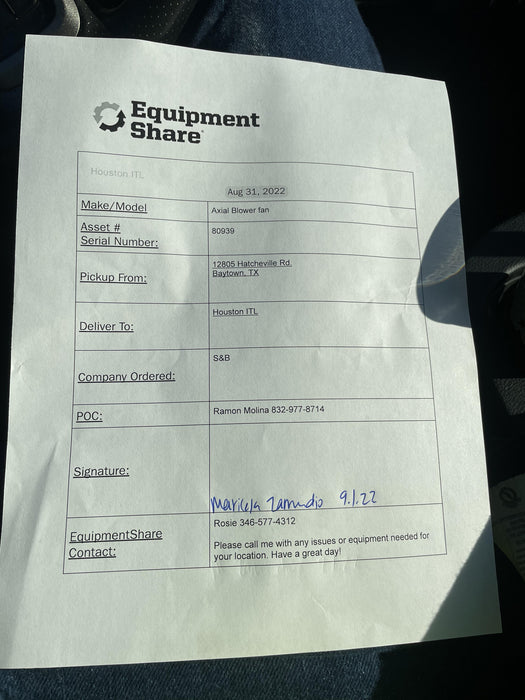 Equipment
Share
Houston ITL
Aug 31, 2022
Make/Model
Axial Blower fan
Asset #
Serial Number:
80939
Pickup From:
12805 Hatcheville Rd.
Baytown, TX
Deliver To:
Houston ITL
Company Ordered:
S&B
POC:
Ramon Molina 832-977-8714
Signature:
Maricela Zamudio 9.1.22
EquipmentShare
Contact:
Rosie 346-577-4312
Please call me with any issues or equipment needed for
your location. Have a great day!